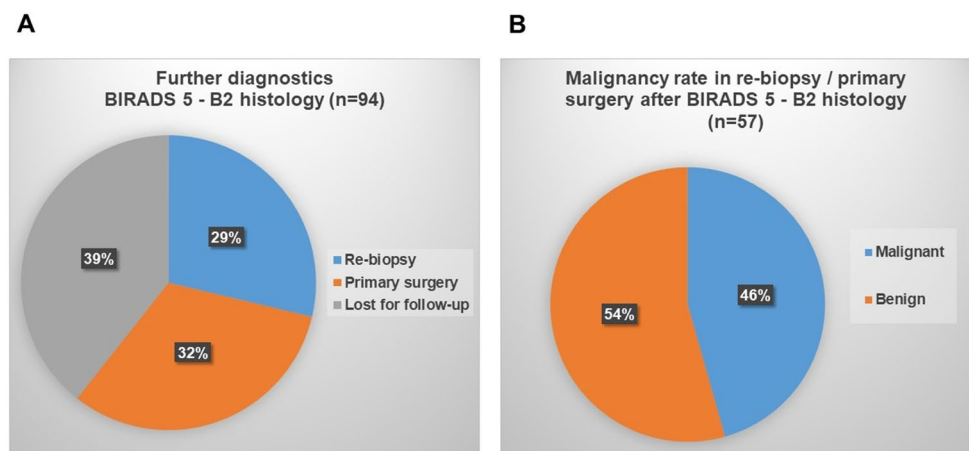 A
Further diagnostics
BIRADS 5 - B2 histology (n=94)
29%
32%
39%
Re-biopsy
Primary surgery
Lost for follow-up
B
Malignancy rate in re-biopsy / primary
surgery after BIRADS 5 - B2 histology
(n=57)
46%
54%
Malignant
Benign